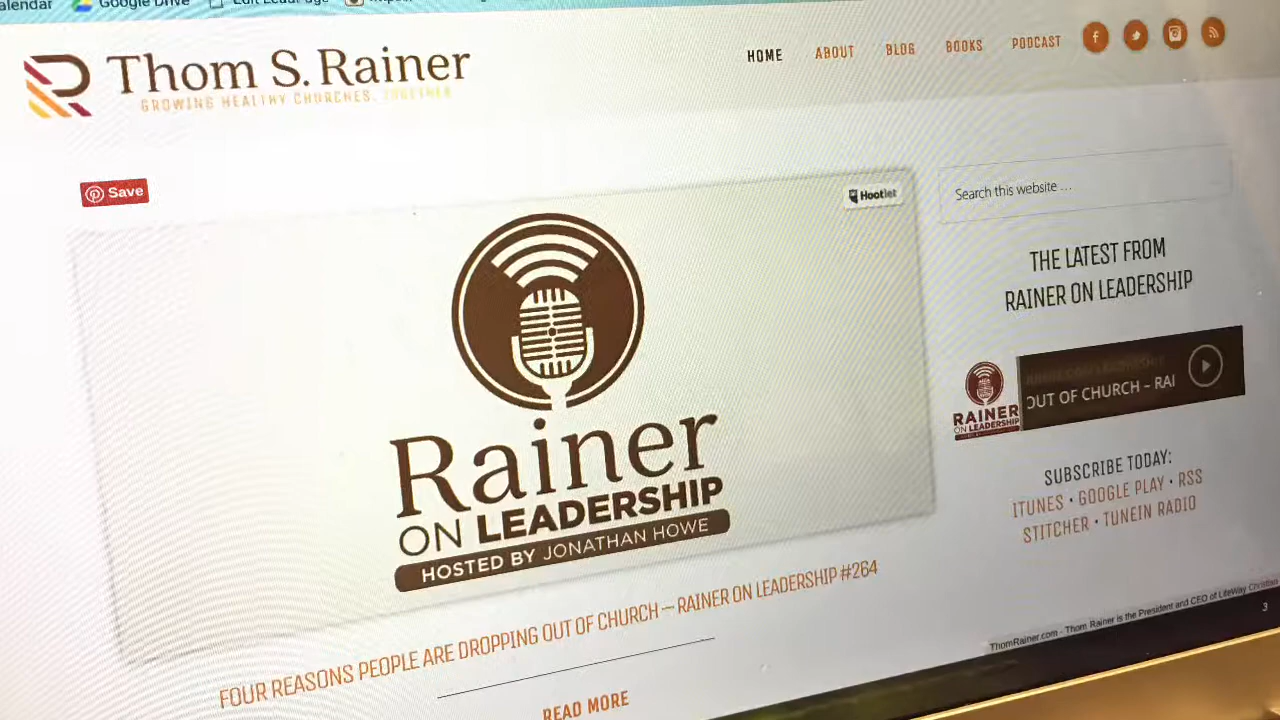 Google Drive
Thom S. Rainer
GROWING HEALTHY CHURCHES. TOGETHER.
HOME
ABOUT
BLOG
BOOKS
PODCAST
Save
Hootlet
Rainer
ON LEADERSHIP
HOSTED BY JONATHAN HOWE
FOUR REASONS PEOPLE ARE DROPPING OUT OF CHURCH – RAINER ON LEADERSHIP #264
READ MORE
Search this website ...
THE LATEST FROM
RAINER ON LEADERSHIP
RAINER
ON LEADERSHIP
OUT OF CHURCH – RAI
SUBSCRIBE TODAY:
ITUNES • GOOGLE PLAY • RSS
STITCHER • TUNEIN RADIO
ThomRainer.com - Thom Rainer is the President and CEO of LifeWay Christian
3